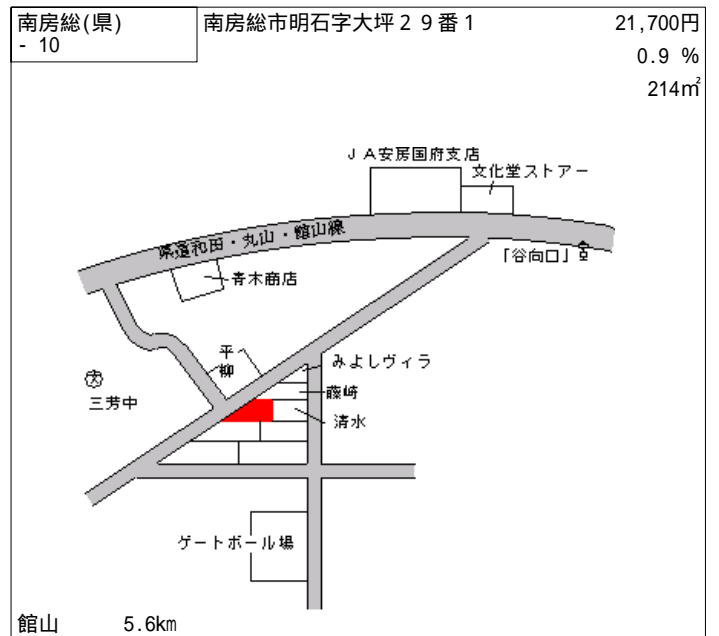 南房総(県)
- 10
南房総市明石字大坪２９番１
21,700円
0.9 %
214㎡
ＪＡ安房国府支店
文化堂ストアー
県道和田・丸山・館山線
「谷向口」
青木商店
平柳
みよしヴィラ
藤崎
清水
文
三芳中
ゲートボール場
館山 5.6km